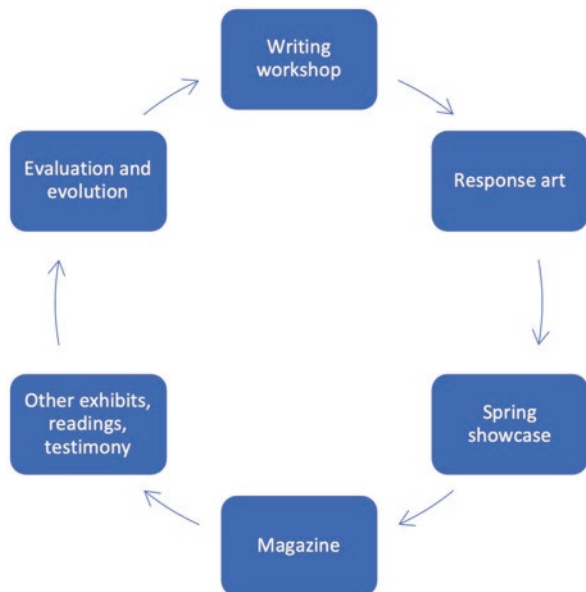 Writing
workshop
Response art
Spring
showcase
Magazine
Other exhibits,
readings,
testimony
Evaluation and
evolution